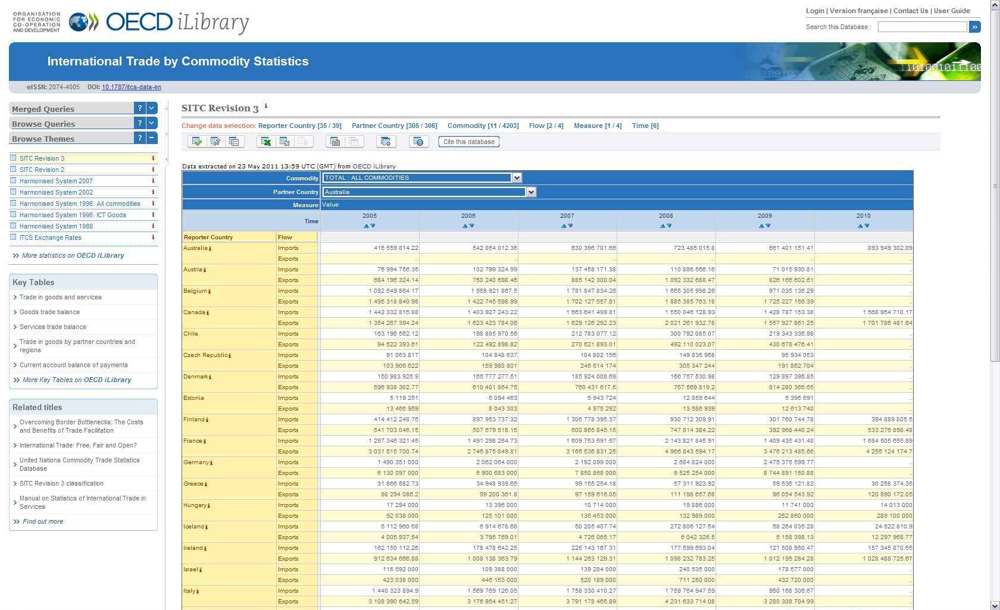 ORGANISATION
FOR ECONOMIC
CO-OPERATION
AND DEVELOPMENT
OECD iLibrary
Login | Version française | Contact Us | User Guide
Search this Database :
International Trade by Commodity Statistics
eISSN: 2074-4005 DOI: 10.1787/itcs-data-en
Merged Queries
Browse Queries
Browse Themes
SITC Revision 3
SITC Revision 2
Harmonised System 2007
Harmonised System 2002
Harmonised System 1996: All commodities
Harmonised System 1996: ICT Goods
Harmonised System 1988
ITCS Exchange Rates
More statistics on OECD iLibrary
Key Tables
Trade in goods and services
Goods trade balance
Services trade balance
Trade in goods by partner countries and
regions
Current account balance of payments
More Key Tables on OECD iLibrary
Related titles
Overcoming Border Bottlenecks: The Costs
and Benefits of Trade Facilitation
International Trade: Free, Fair and Open?
United Nations Commodity Trade Statistics
Database
SITC Revision 3 classification
Manual on Statistics of International Trade in
Services
Find out more
SITC Revision 3
Change data selection: Reporter Country [35 / 39] Partner Country [305 / 306] Commodity [11 / 4203] Flow [2 / 4] Measure [1 / 4] Time [6]
Cite this database
Data extracted on 23 May 2011 13:59 UTC (GMT) from OECD iLibrary
Commodity TOTAL : ALL COMMODITIES
Partner Country Australia
Measure Value
Time 2005 2006 2007 2008 2009 2010
Reporter Country Flow
Australia Imports 416 559 814.22 542 864 012.36 630 396 701.66 723 485 015.8 661 401 151.41 893 949 302.09
Exports .. .. .. .. .. ..
Austria Imports 76 994 756.35 102 799 324.99 137 458 171.38 110 886 566.16 71 015 930.81 ..
Exports 684 196 324.14 750 240 698.46 885 142 300.04 1 092 332 688.47 826 166 602.61 ..
Belgium Imports 1 092 649 864.17 1 568 921 867.5 1 781 847 834.26 1 665 305 998.26 971 035 136.29 ..
Exports 1 495 318 840.98 1 422 745 598.99 1 702 127 557.81 1 885 385 763.18 1 725 227 156.39 ..
Canada Imports 1 442 332 815.88 1 403 927 243.22 1 663 641 499.81 1 550 046 128.93 1 428 787 153.38 1 568 954 710.17
Exports 1 354 267 394.24 1 623 423 784.06 1 629 126 292.23 2 021 261 932.78 1 557 927 861.25 1 701 786 481.64
Chile Imports 163 196 562.12 198 885 970.56 212 783 077.12 300 792 085.07 219 343 336.98 ..
Exports 94 522 393.61 122 492 898.82 270 621 893.01 492 110 023.07 430 678 476.41 ..
Czech Republic Imports 91 063 817 104 848 637 104 802 156 149 835 968 95 934 053 ..
Exports 103 906 622 159 980 801 246 614 174 305 347 244 191 862 704 ..
Denmark Imports 150 983 925.9 165 777 277.51 185 924 008.69 166 757 530.98 129 897 395.85 ..
Exports 596 938 302.77 610 401 864.75 760 431 617.5 767 569 819.2 814 280 366.65 ..
Estonia Imports 5 119 251 5 094 463 5 943 724 12 859 644 5 395 691 ..
Exports 13 466 959 8 043 303 4 975 292 13 586 939 12 613 740 ..
Finland Imports 414 412 248.76 897 953 737.32 1 306 778 395.37 930 712 309.91 301 760 744.78 394 889 805.5
Exports 541 703 046.15 507 679 518.15 600 865 845.15 747 814 384.22 392 968 440.24 533 276 898.48
France Imports 1 297 346 321.45 1 491 298 264.73 1 609 753 591.57 2 143 821 845.91 1 409 435 431.48 1 684 505 655.89
Exports 3 031 515 700.74 2 746 875 849.81 3 165 536 831.25 4 966 843 594.17 3 476 213 485.66 4 255 124 174.7
Germany Imports 1 490 351 000 2 062 064 000 2 192 099 000 2 684 824 000 2 475 375 599.77 ..
Exports 6 130 097 000 6 900 683 000 7 850 868 000 9 525 254 000 8 744 891 150.88 ..
Greece Imports 31 866 582.73 34 948 939.65 99 155 254.18 57 311 923.92 59 536 121.82 30 258 374.35
Exports 98 294 086.2 99 200 361.8 97 159 616.05 111 198 657.68 96 054 543.92 120 890 172.05
Hungary Imports 17 294 000 13 396 000 10 714 000 19 886 000 11 741 000 14 013 000
Exports 92 038 000 125 101 000 136 453 000 132 989 000 252 860 000 289 100 000
Iceland Imports 5 112 960.58 6 914 678.68 50 205 407.74 272 806 127.54 58 264 035.28 24 522 810.9
Exports 4 005 937.54 3 795 769.01 4 726 065.17 6 042 326.5 5 158 398.13 12 297 968.77
Ireland Imports 162 150 112.26 178 478 642.25 225 143 167.31 177 599 693.04 121 508 950.47 157 345 870.65
Exports 912 634 666.88 1 008 138 363.79 1 144 263 129.31 1 098 232 783.25 1 012 195 284.28 1 028 488 725.67
Israel Imports 115 592 000 109 388 000 139 284 000 240 535 000 178 577 000 ..
Exports 423 038 000 446 153 000 520 189 000 711 250 000 432 720 000 ..
Italy Imports 1 440 323 894.9 1 569 769 126.05 1 758 330 410.27 1 759 764 947.59 950 168 306.67 ..
Exports 3 108 390 642.59 3 176 864 451.27 3 791 178 465.89 4 231 633 714.08 3 280 308 704.99 ..